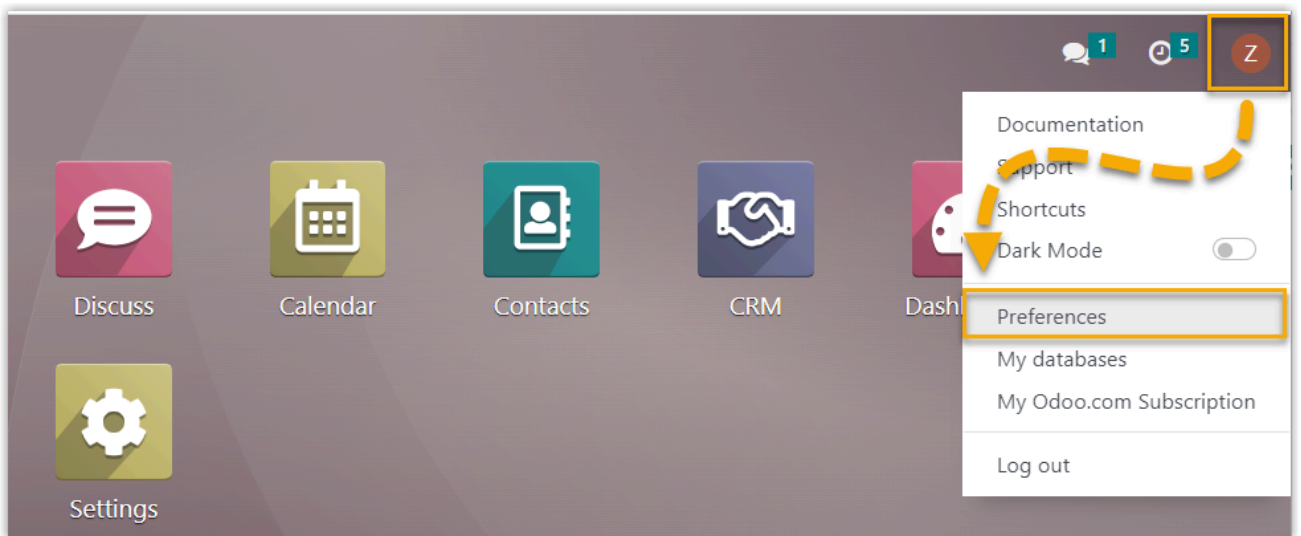 1
5
Z
Documentation
Support
Shortcuts
Dark Mode
Discuss
Calendar
Contacts
CRM
Dash
Preferences
My databases
My Odoo.com Subscription
Log out
Settings